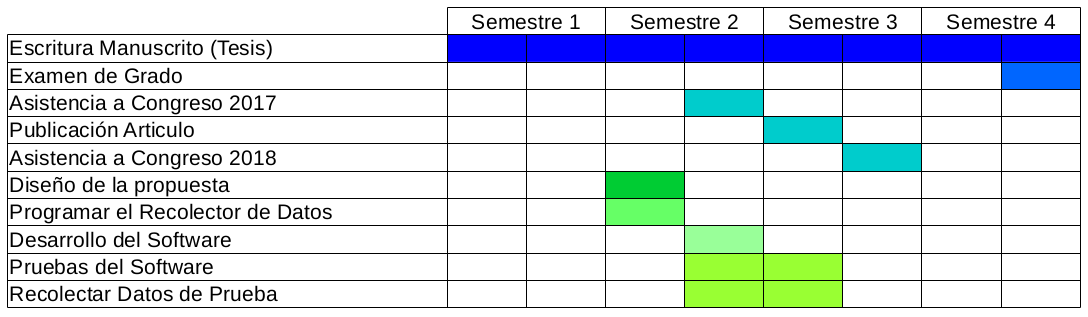 Semestre 1 Semestre 2 Semestre 3 Semestre 4
Escritura Manuscrito (Tesis)
Examen de Grado
Asistencia a Congreso 2017
Publicación Articulo
Asistencia a Congreso 2018
Diseño de la propuesta
Programar el Recolector de Datos
Desarrollo del Software
Pruebas del Software
Recolectar Datos de Prueba